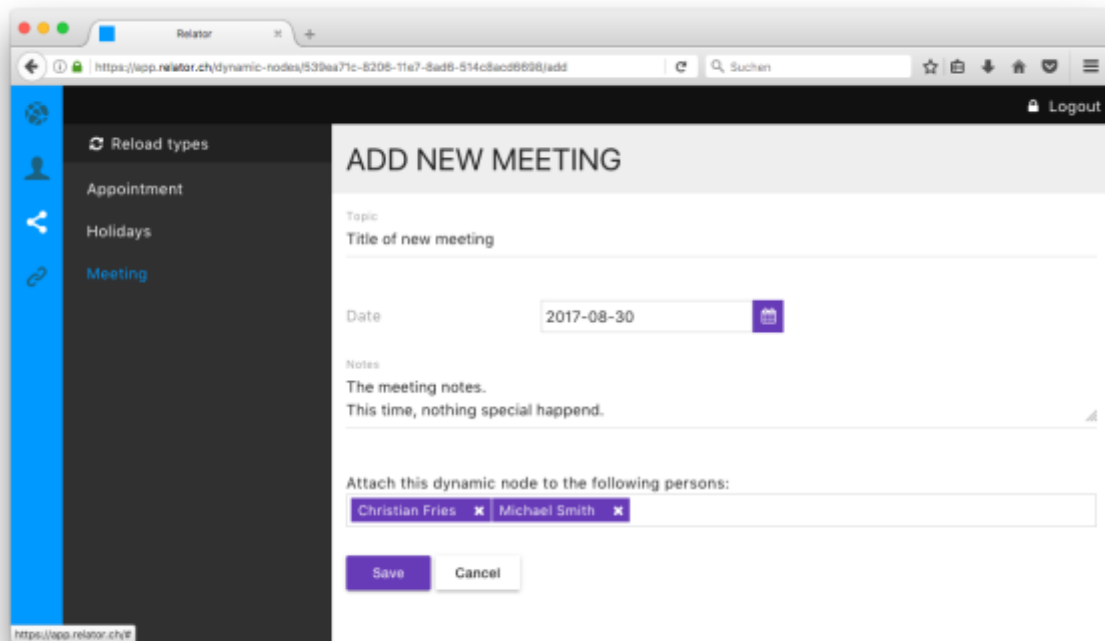 Relator
https://app.relator.ch/dynamic-nodes/539ea71c-8206-11e7-8ad6-514c8acd6698/add
Suchen
Logout
Reload types
Appointment
Holidays
Meeting
ADD NEW MEETING
Topic
Title of new meeting
Date
2017-08-30
Notes
The meeting notes.
This time, nothing special happend.
Attach this dynamic node to the following persons:
Christian Fries
Michael Smith
Save
Cancel
https://app.relator.ch/#